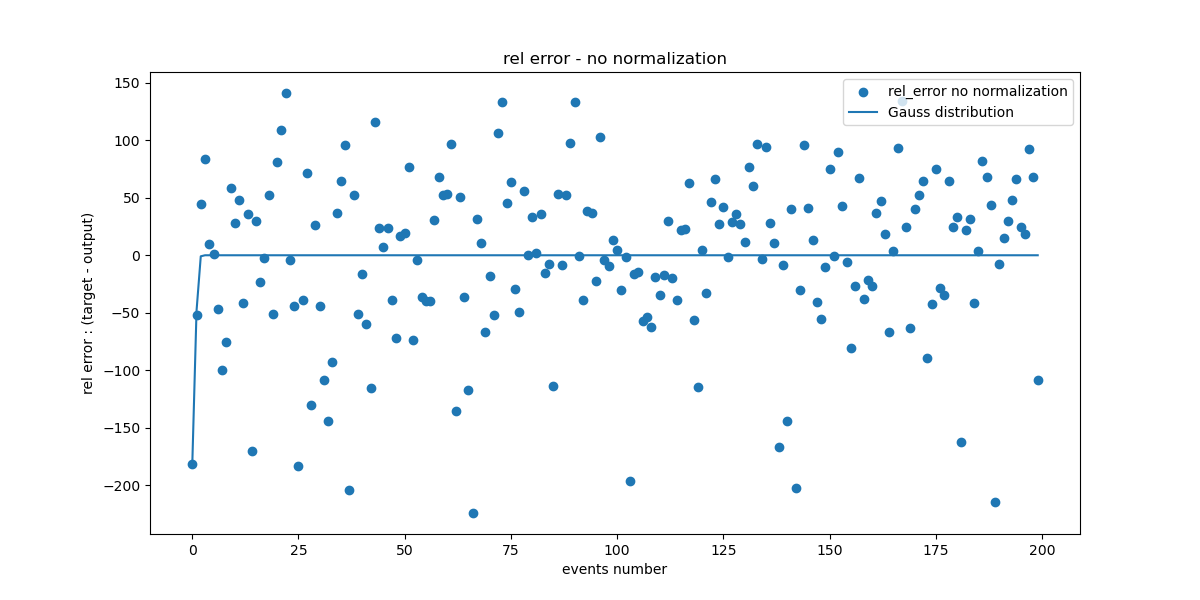 rel error - no normalization
rel_error no normalization
Gauss distribution
rel error : (target - output)
150
100
50
0
−50
−100
−150
−200
0 25 50 75 100 125 150 175 200
events number